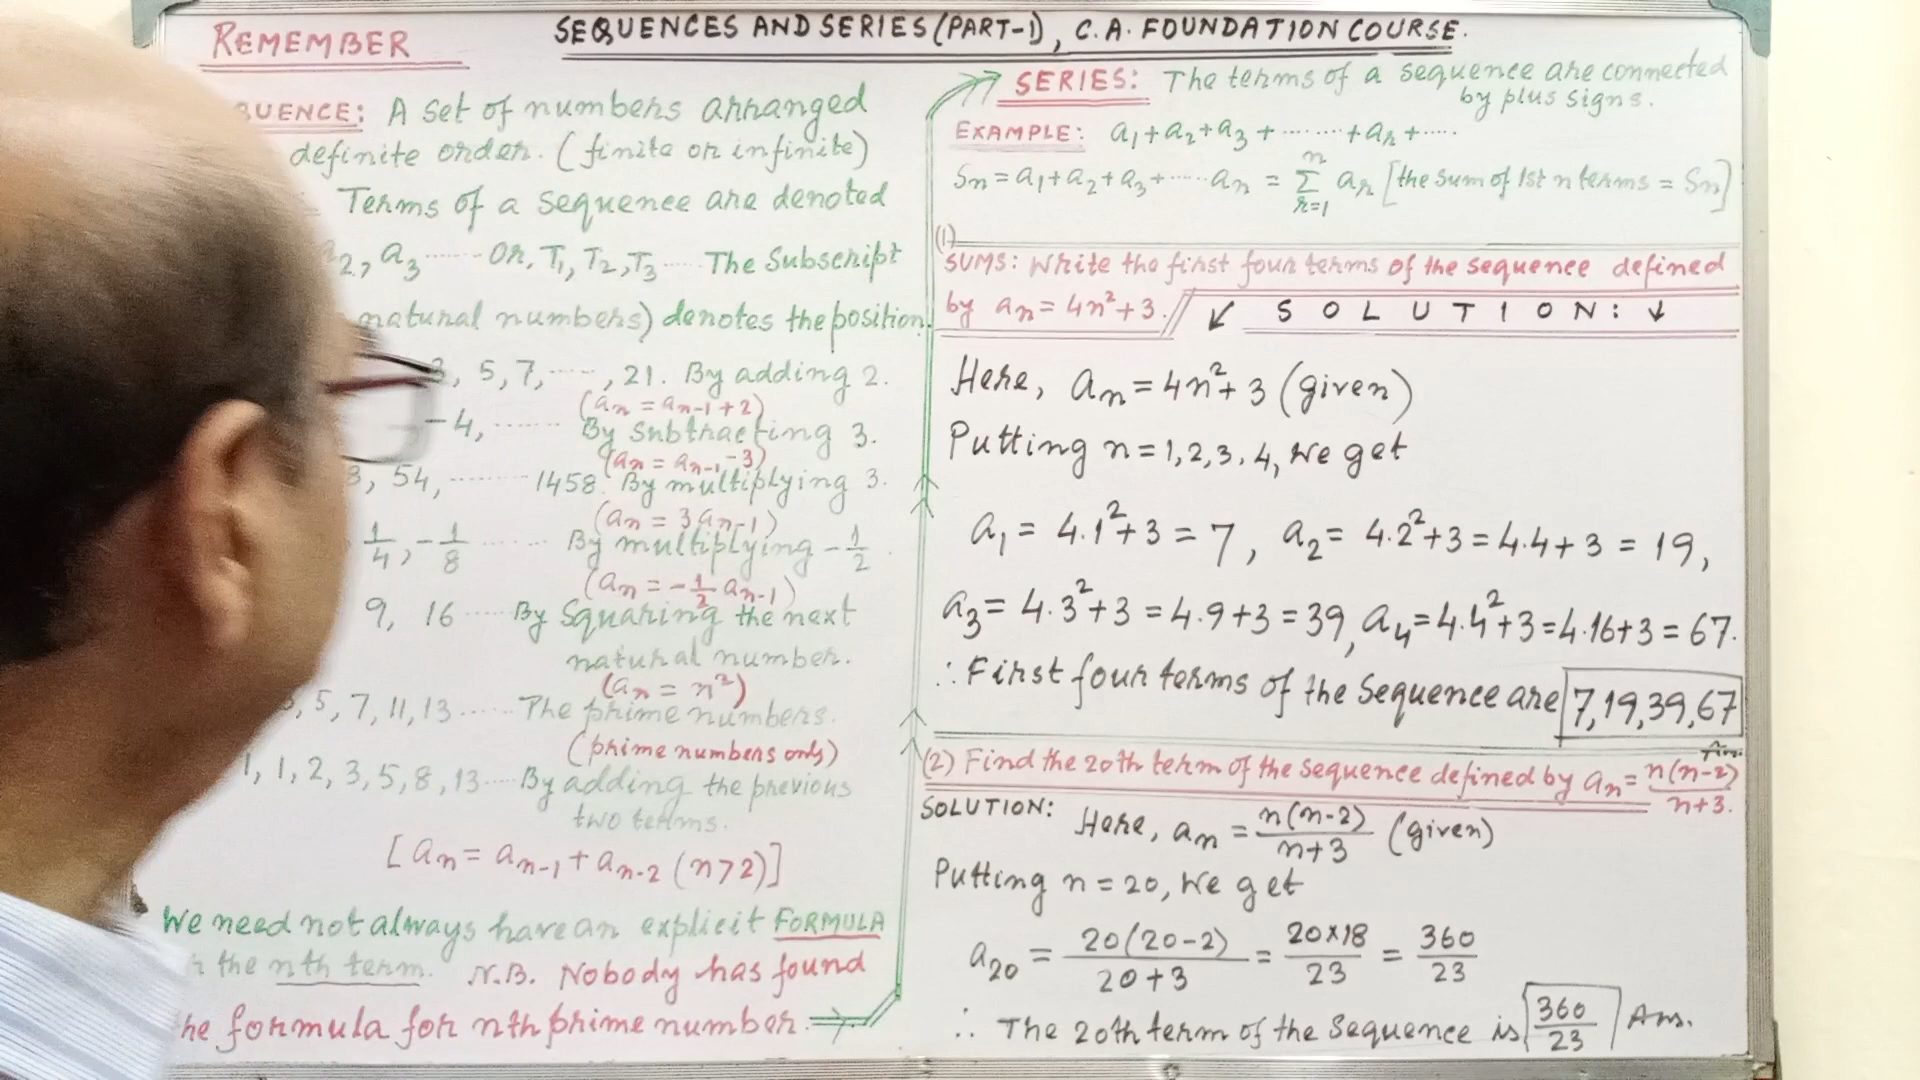 SEQUENCES AND SERIES (PART-1), C.A. FOUNDATION COURSE.
REMEMBER
UENCE: A set of numbers arranged
definite order. (finite or infinite)
Terms of a sequence are denoted
2, a₃ ...... Or, T₁, T₂, T₃ ..... The Subscript
natural numbers) denotes the position.
3, 5, 7, ..... , 21. By adding 2.
(aₙ = aₙ₋₁ + 2)
-4, ....... By Subtracting 3.
(aₙ = aₙ₋₁ - 3)
8, 54, ........ 1458. By multiplying 3.
(aₙ = 3aₙ₋₁)
1/4, -1/8 ....... By multiplying -1/2
(aₙ = -1/2 aₙ₋₁)
9, 16 ..... By Squaring the next
natural number.
(aₙ = n²)
, 5, 7, 11, 13 ...... The prime numbers.
(prime numbers only)
1, 1, 2, 3, 5, 8, 13 .... By adding the previous
two terms.
[aₙ = aₙ₋₁ + aₙ₋₂ (n>2)]
We need not always have an explicit FORMULA
the nth term. N.B. Nobody has found
he formula for nth prime number.
SERIES: The terms of a sequence are connected
by plus signs.
EXAMPLE: a₁+a₂+a₃+ ........ +aᵣ+.....
Sₙ = a₁+a₂+a₃+ ..... aₙ = Σⁿᵣ₌₁ aᵣ [the sum of 1st n terms = Sₙ]
(1)
SUMS: Write the first four terms of the sequence defined
by aₙ = 4n²+3. // ↙ SOLUTION: ↓
Here, aₙ = 4n²+3 (given)
Putting n=1,2,3,4, we get
a₁ = 4.1²+3 = 7, a₂ = 4.2²+3 = 4.4+3 = 19,
a₃ = 4.3²+3 = 4.9+3 = 39, a₄ = 4.4²+3 = 4.16+3 = 67.
∴ First four terms of the Sequence are 7,19,39,67
Ans.
(2) Find the 20th term of the sequence defined by aₙ = n(n-2)/n+3.
SOLUTION: Here, aₙ = n(n-2)/n+3 (given)
Putting n = 20, we get
a₂₀ = 20(20-2)/20+3 = 20×18/23 = 360/23
∴ The 20th term of the Sequence is 360/23 Ans.